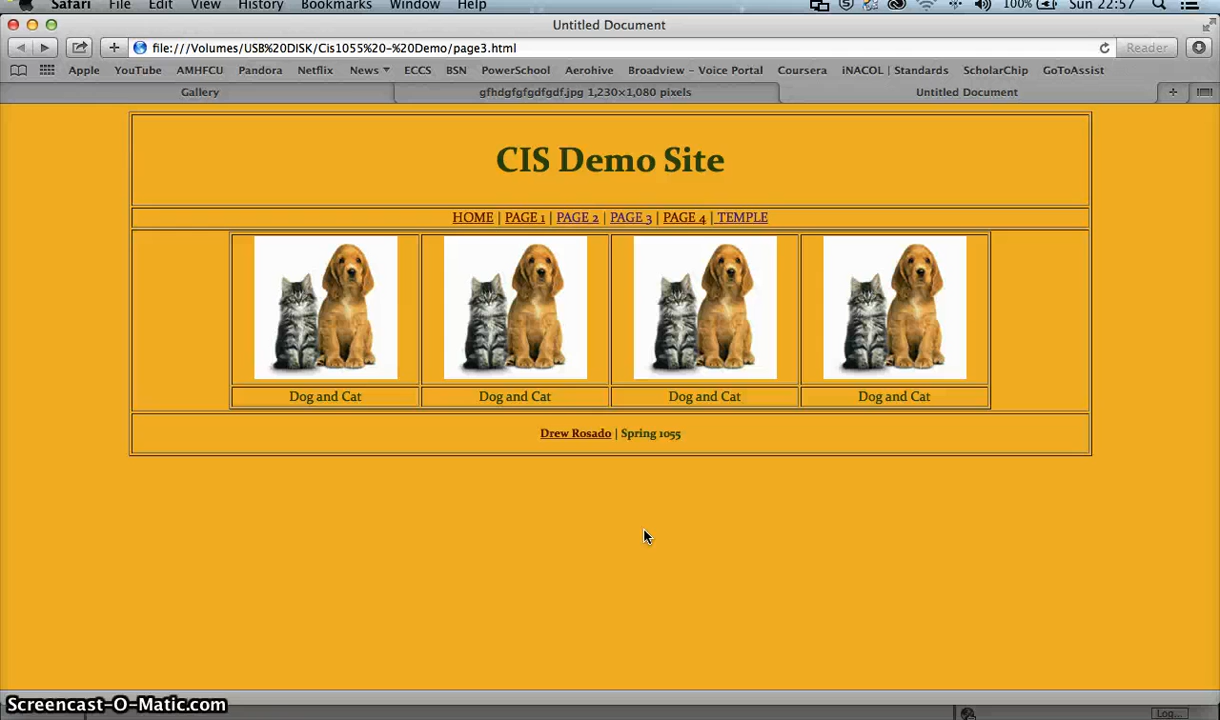 Safari File Edit View History Bookmarks Window Help 100% Sun 22:57
Untitled Document
file:///Volumes/USB%20DISK/Cis1055%20-%20Demo/page3.html Reader
Apple YouTube AMHFCU Pandora Netflix News ECCS BSN PowerSchool Aerohive Broadview - Voice Portal Coursera iNACOL | Standards ScholarChip GoToAssist
Gallery gfhdgfgfgdfgdf.jpg 1,230×1,080 pixels Untitled Document
CIS Demo Site
HOME | PAGE 1 | PAGE 2 | PAGE 3 | PAGE 4 | TEMPLE
Dog and Cat Dog and Cat Dog and Cat Dog and Cat
Drew Rosado | Spring 1055
Screencast-O-Matic.com Log...